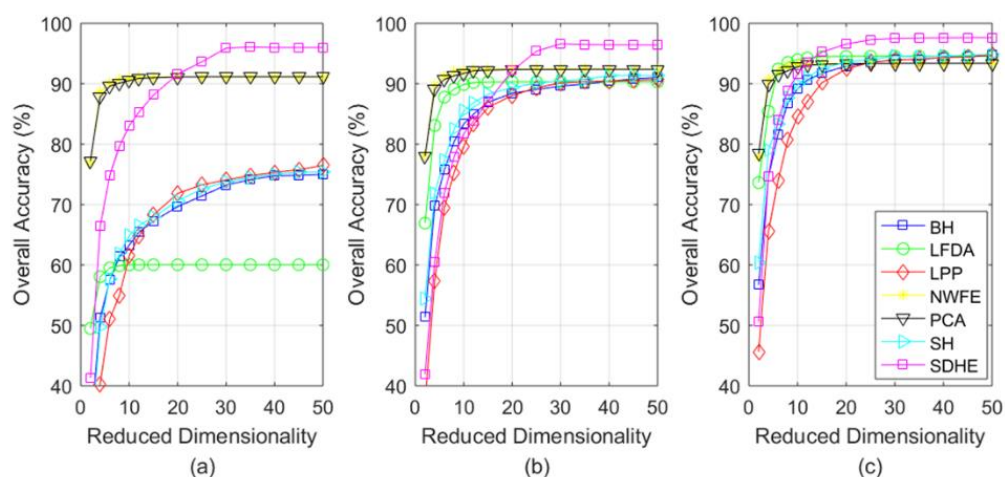 Overall Accuracy (%)
100
90
80
70
60
50
40
0 10 20 30 40 50
Reduced Dimensionality
(a)
Overall Accuracy (%)
100
90
80
70
60
50
40
0 10 20 30 40 50
Reduced Dimensionality
(b)
Overall Accuracy (%)
100
90
80
70
60
50
40
0 10 20 30 40 50
BH
LFDA
LPP
NWFE
PCA
SH
SDHE
Reduced Dimensionality
(c)